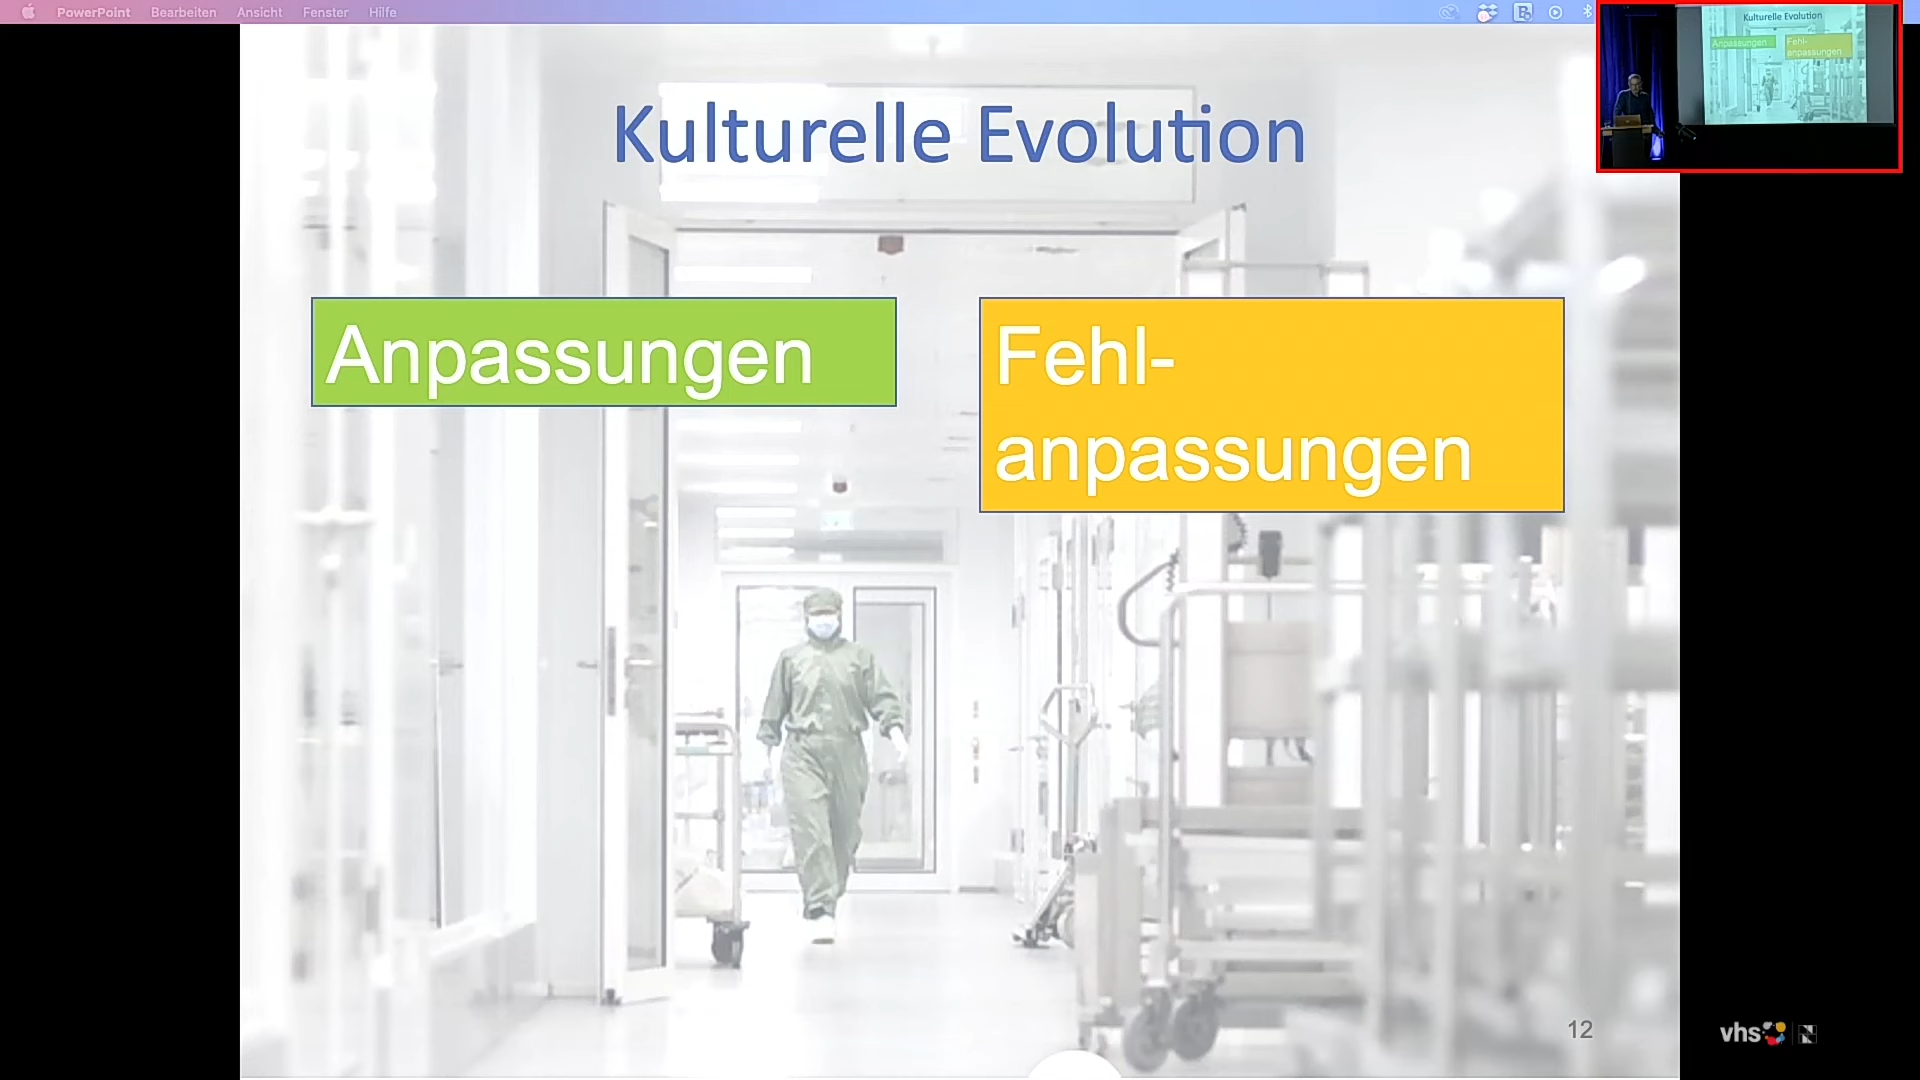 PowerPoint Bearbeiten Ansicht Fenster Hilfe
Kulturelle Evolution
Anpassungen
Fehl-
anpassungen
Kulturelle Evolution
Anpassungen
Fehl-
anpassungen
12
vhs